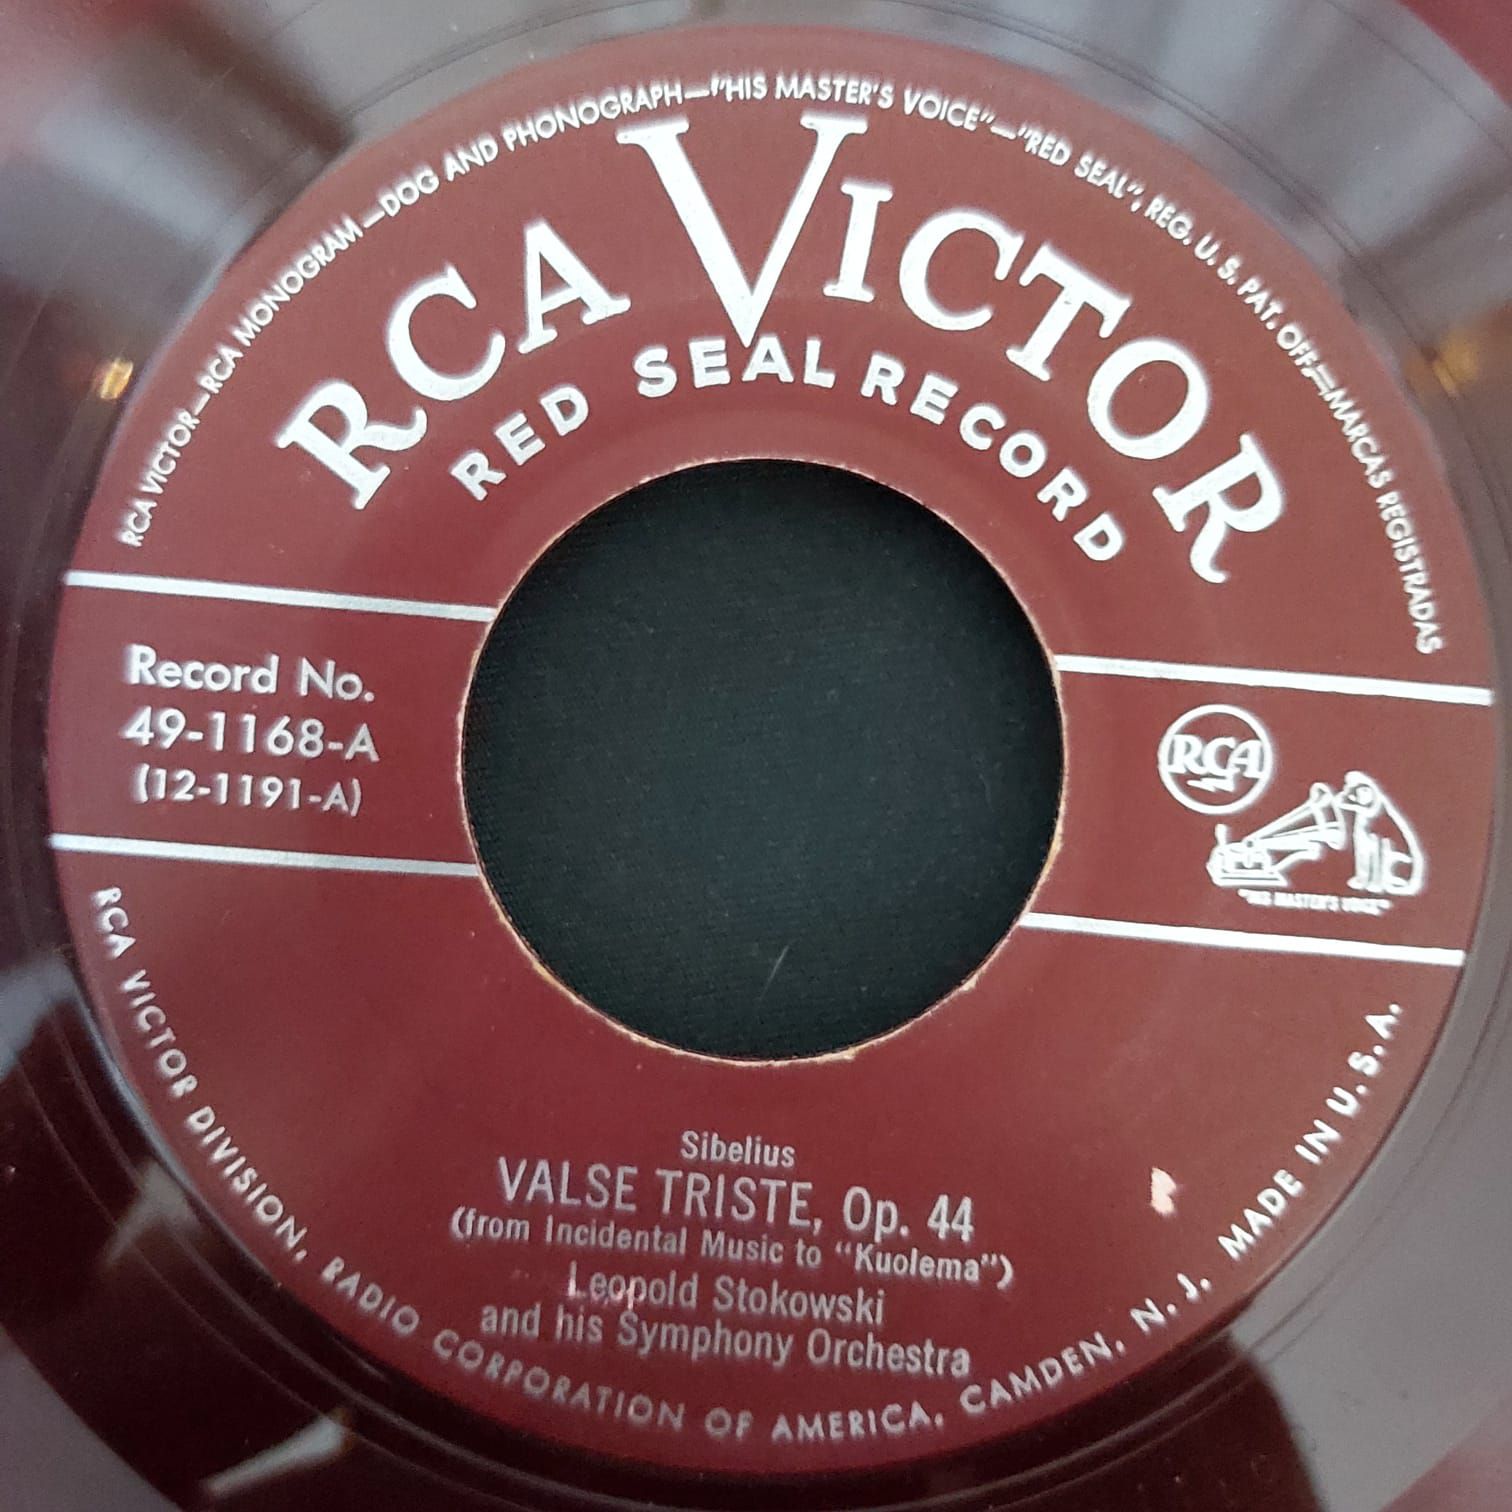 RCA VICTOR—RCA MONOGRAM—DOG AND PHONOGRAPH—"HIS MASTER'S VOICE"—"RED SEAL", REG. U. S. PAT. OFF.—MARCAS REGISTRADAS
RCA VICTOR
RED SEAL RECORD
Record No.
49-1168-A
(12-1191-A)
RCA
"HIS MASTER'S VOICE"
Sibelius
VALSE TRISTE, Op. 44
(from Incidental Music to "Kuolema")
Leopold Stokowski
and his Symphony Orchestra
RCA VICTOR DIVISION, RADIO CORPORATION OF AMERICA, CAMDEN, N. J. MADE IN U. S. A.